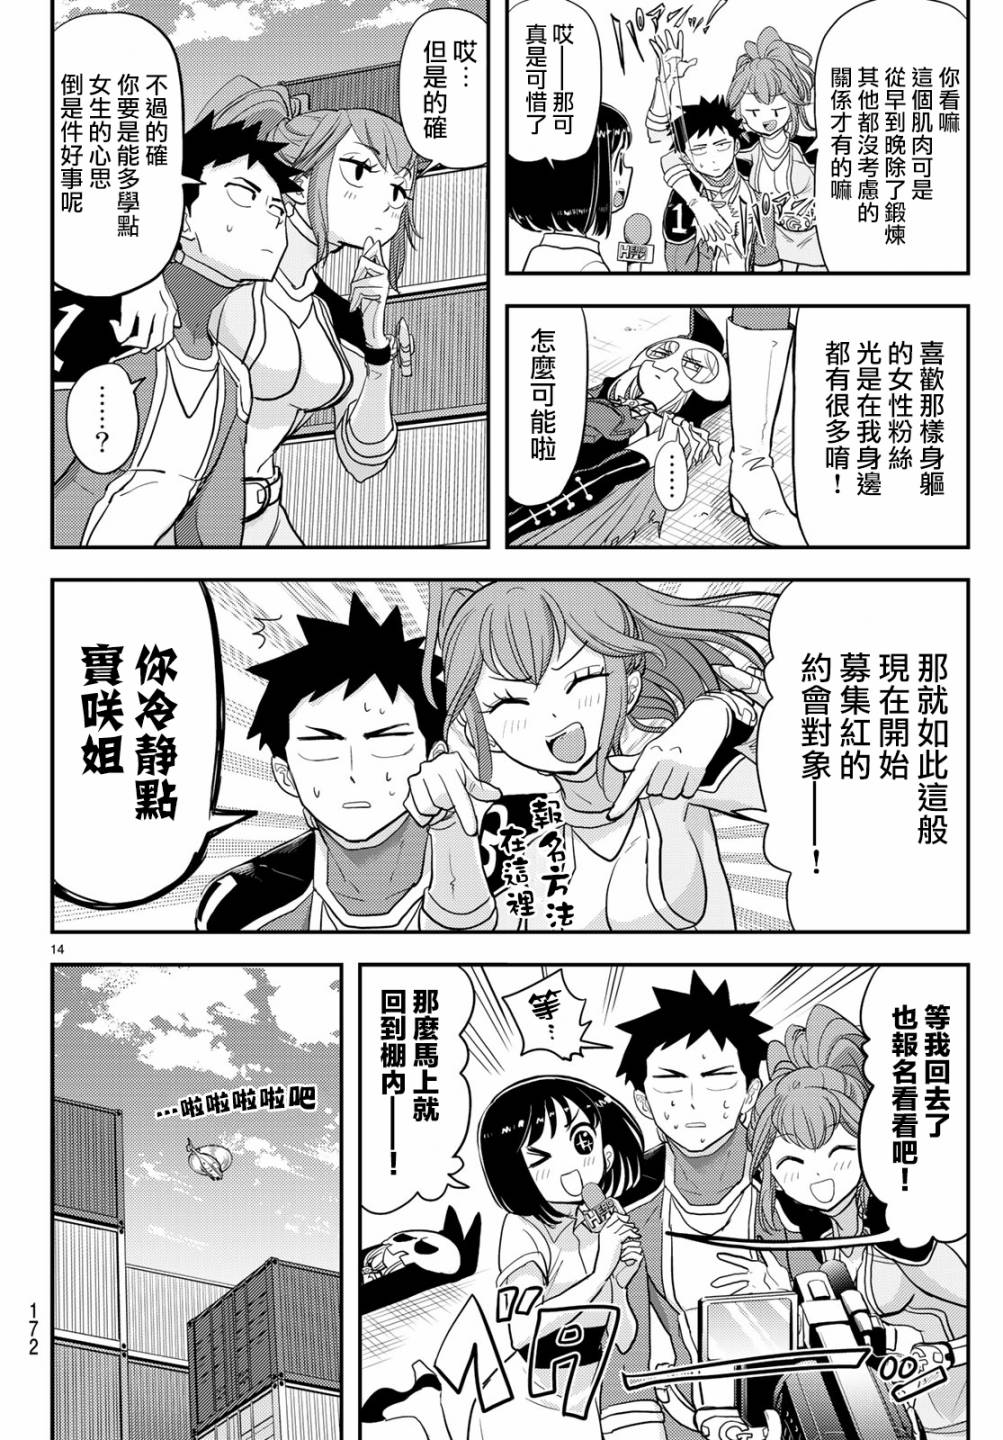 你看嘛
這個肌肉可是
從早到晚除了鍛煉
其他都沒考慮的
關係才有的嘛
哎——那可
真是可惜了
1
HERO
喜歡那樣身軀
的女性粉絲
光是在我身邊
都有很多唷！
……
怎麼可能啦
哎…
但是的確
不過的確
你要是能多學點
女生的心思
倒是件好事呢
……？
那就如此這般
現在開始
募集紅的
約會對象——！
報名方法
在這裡
你冷靜點
實咲姐
14
等我回去了
也報名看看吧！
等…
那麼馬上就
回到棚內——！
HERO
…啦啦啦啦吧
172